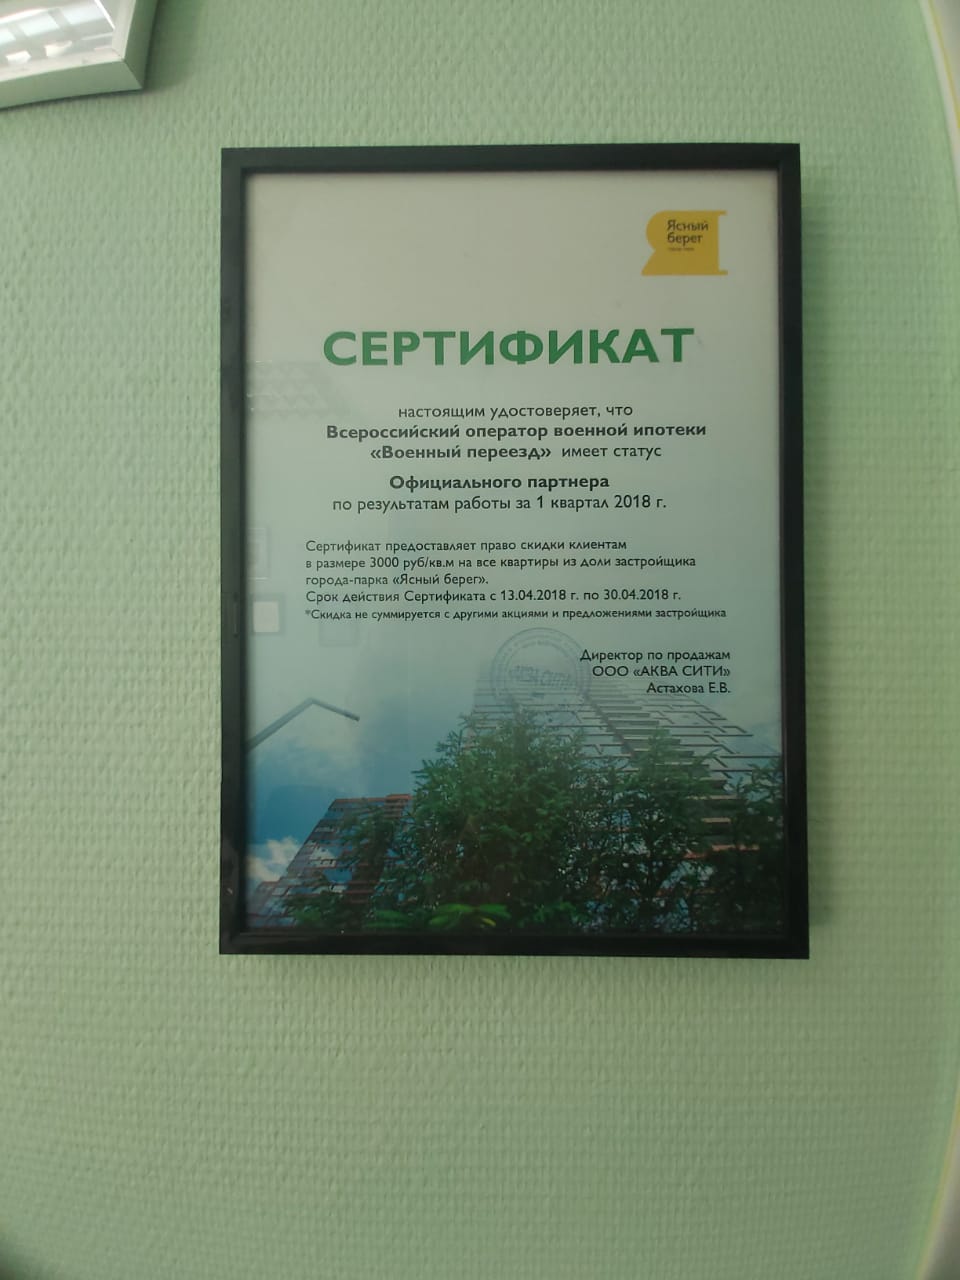 Ясный
берег
СЕРТИФИКАТ
настоящим удостоверяет, что
Всероссийский оператор военной ипотеки
«Военный переезд» имеет статус
Официального партнера
по результатам работы за 1 квартал 2018 г.
Сертификат предоставляет право скидки клиентам
в размере 3000 руб/кв.м на все квартиры из доли застройщика
города-парка «Ясный берег».
Срок действия Сертификата с 13.04.2018 г. по 30.04.2018 г.
*Скидка не суммируется с другими акциями и предложениями застройщика
Директор по продажам
ООО «АКВА СИТИ»
Астахова Е.В.